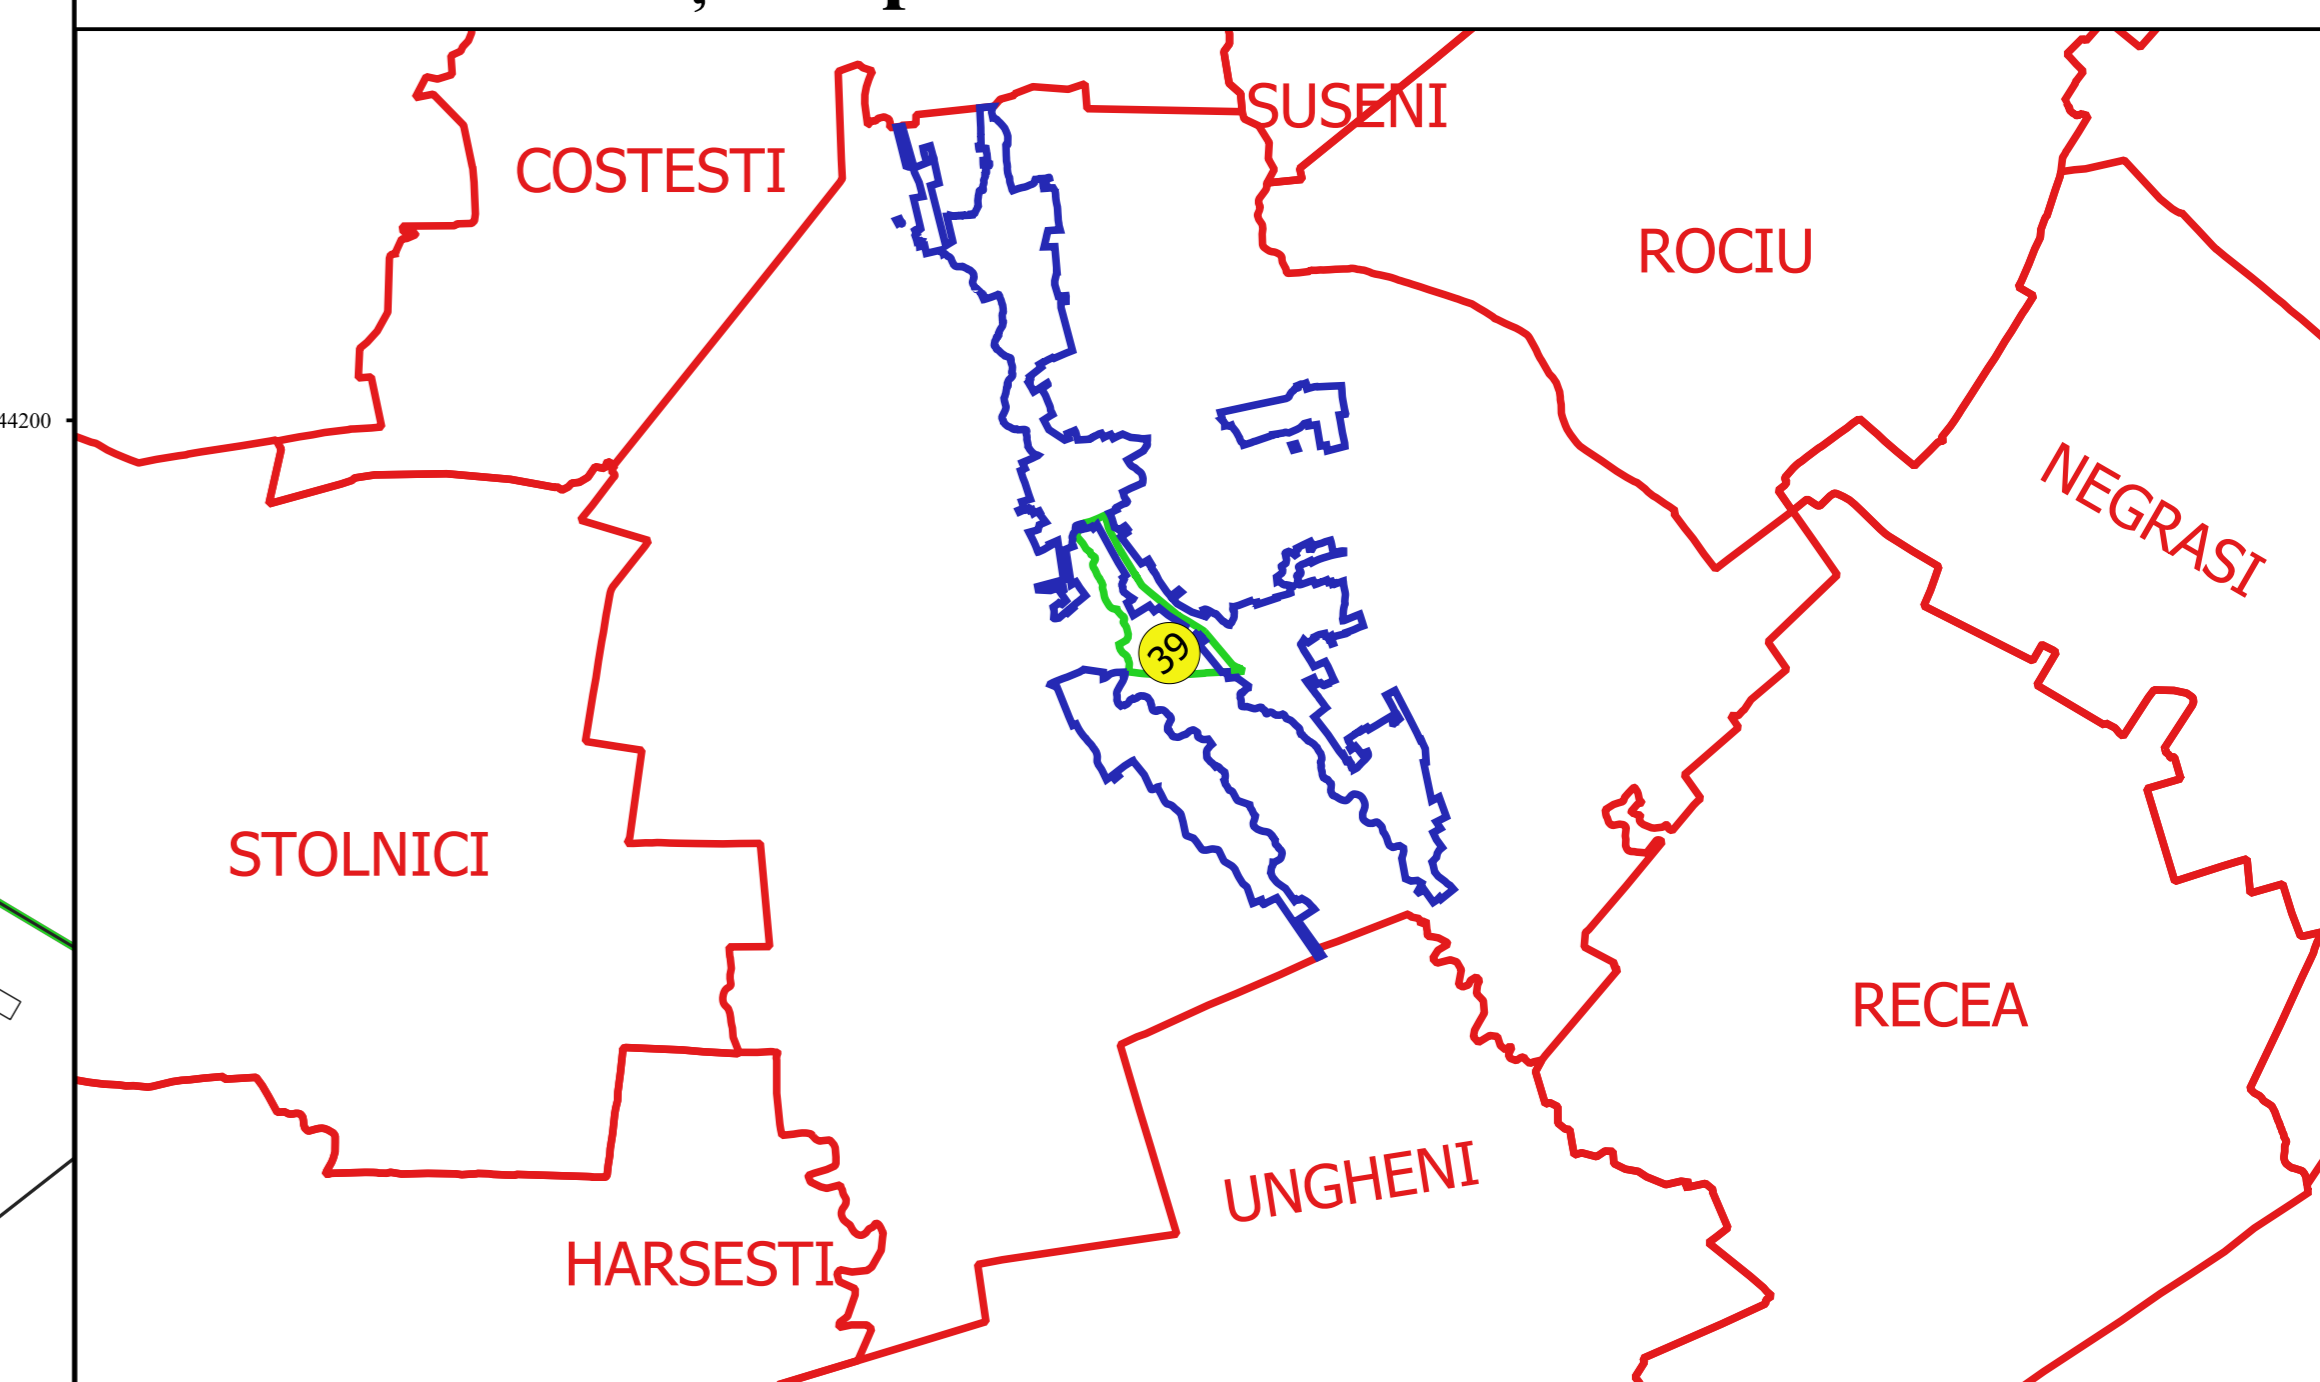 SUSENI
COSTESTI
ROCIU
44200
NEGRASI
39
STOLNICI
RECEA
UNGHENI
HARSESTI